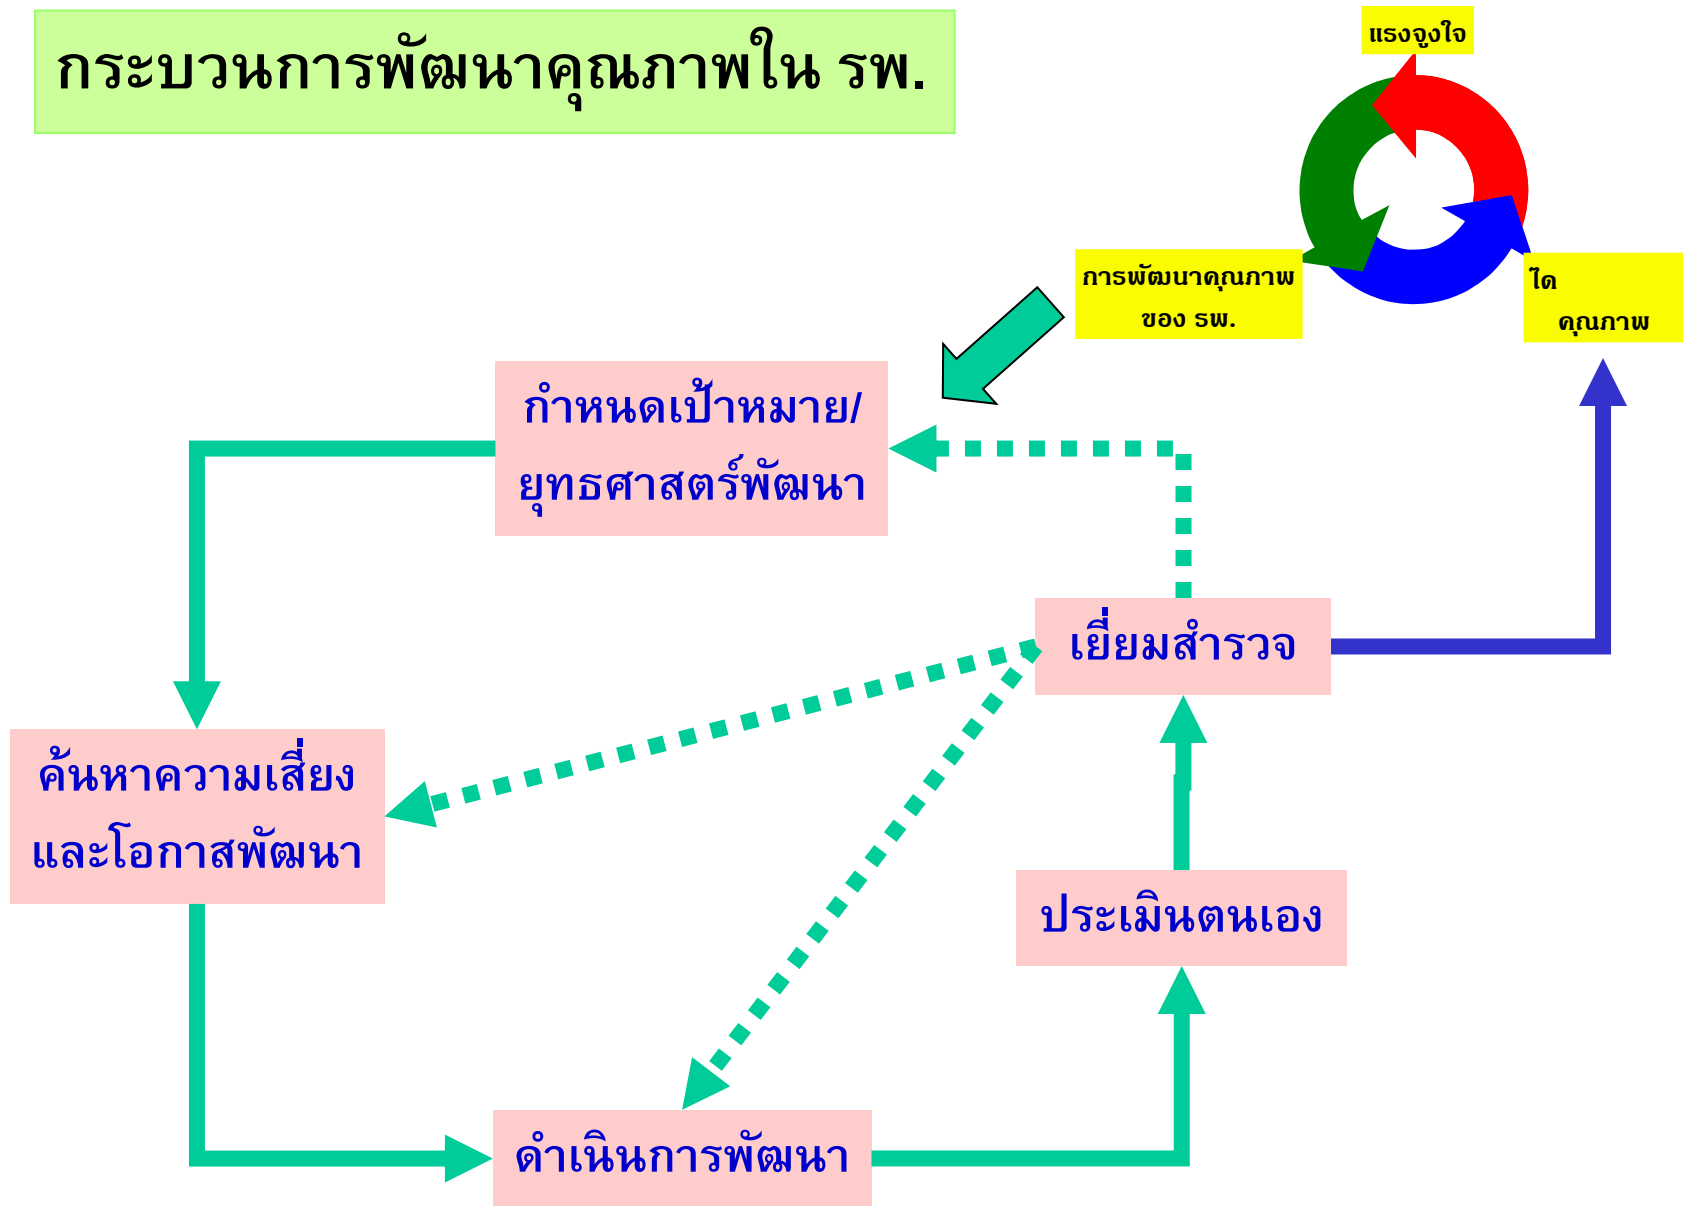 กระบวนการพัฒนาคุณภาพใน รพ.
แรงจูงใจ
การพัฒนาคุณภาพ
ของ รพ.
ได
คุณภาพ
กำหนดเป้าหมาย/
ยุทธศาสตร์พัฒนา
เยี่ยมสำรวจ
ค้นหาความเสี่ยง
และโอกาสพัฒนา
ประเมินตนเอง
ดำเนินการพัฒนา